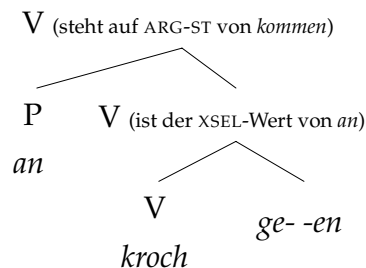 V (steht auf ARG-ST von kommen)
P V (ist der XSEL-Wert von an)
an
V ge- -en
kroch